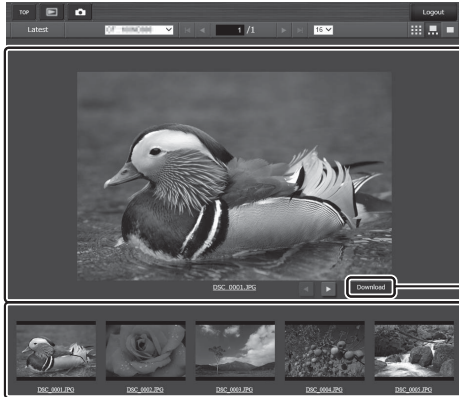 TOP Logout
Latest 1 /1 16
DSC_0001.JPG Download
DSC_0001.JPG DSC_0002.JPG DSC_0003.JPG DSC_0004.JPG DSC_0005.JPG